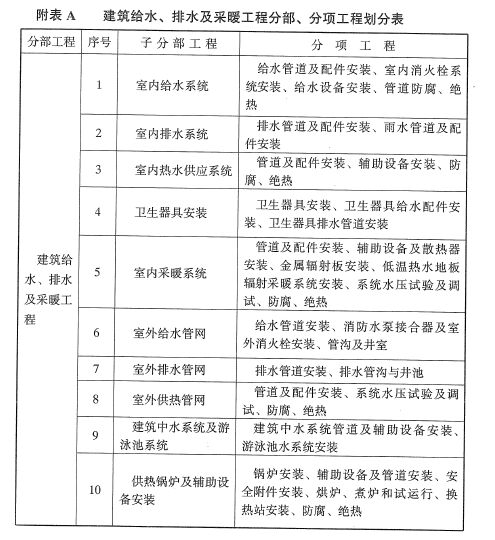 附表 A 建筑给水、排水及采暖工程分部、分项工程划分表
分部工程 序号 子分部工程 分项工程
建筑给
水、排水
及采暖工
程
1 室内给水系统 给水管道及配件安装、室内消火栓系
统安装、给水设备安装、管道防腐、绝
热
2 室内排水系统 排水管道及配件安装、雨水管道及配
件安装
3 室内热水供应系统 管道及配件安装、辅助设备安装、防
腐、绝热
4 卫生器具安装 卫生器具安装、卫生器具给水配件安
装、卫生器具排水管道安装
5 室内采暖系统 管道及配件安装、辅助设备及散热器
安装、金属辐射板安装、低温热水地板
辐射采暖系统安装、系统水压试验及调
试、防腐、绝热
6 室外给水管网 给水管道安装、消防水泵接合器及室
外消火栓安装、管沟及井室
7 室外排水管网 排水管道安装、排水管沟与井池
8 室外供热管网 管道及配件安装、系统水压试验及调
试、防腐、绝热
9 建筑中水系统及游
泳池系统 建筑中水系统管道及辅助设备安装、
游泳池水系统安装
10 供热锅炉及辅助设
备安装 锅炉安装、辅助设备及管道安装、安
全附件安装、烘炉、煮炉和试运行、换
热站安装、防腐、绝热